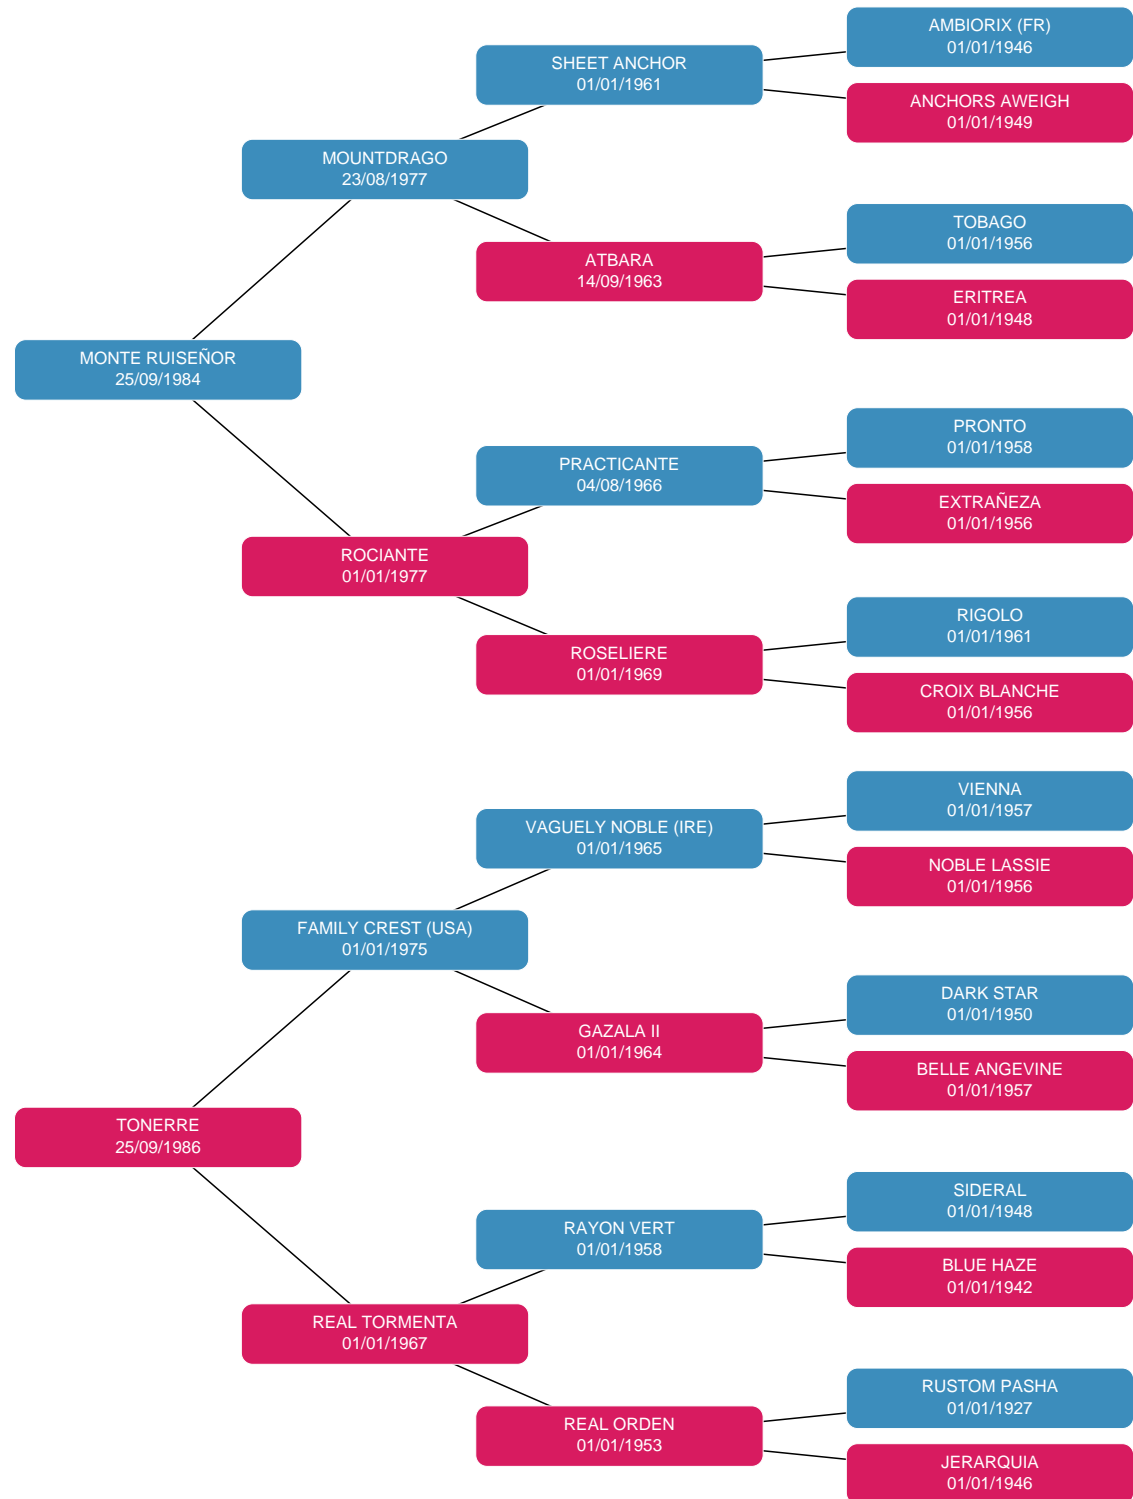 AMBIORIX (FR)
01/01/1946
SHEET ANCHOR
01/01/1961
ANCHORS AWEIGH
01/01/1949
MOUNTDRAGO
23/08/1977
TOBAGO
01/01/1956
ATBARA
14/09/1963
ERITREA
01/01/1948
MONTE RUISEÑOR
25/09/1984
PRONTO
01/01/1958
PRACTICANTE
04/08/1966
EXTRAÑEZA
01/01/1956
ROCIANTE
01/01/1977
RIGOLO
01/01/1961
ROSELIERE
01/01/1969
CROIX BLANCHE
01/01/1956
VIENNA
01/01/1957
VAGUELY NOBLE (IRE)
01/01/1965
NOBLE LASSIE
01/01/1956
FAMILY CREST (USA)
01/01/1975
DARK STAR
01/01/1950
GAZALA II
01/01/1964
BELLE ANGEVINE
01/01/1957
TONERRE
25/09/1986
SIDERAL
01/01/1948
RAYON VERT
01/01/1958
BLUE HAZE
01/01/1942
REAL TORMENTA
01/01/1967
RUSTOM PASHA
01/01/1927
REAL ORDEN
01/01/1953
JERARQUIA
01/01/1946